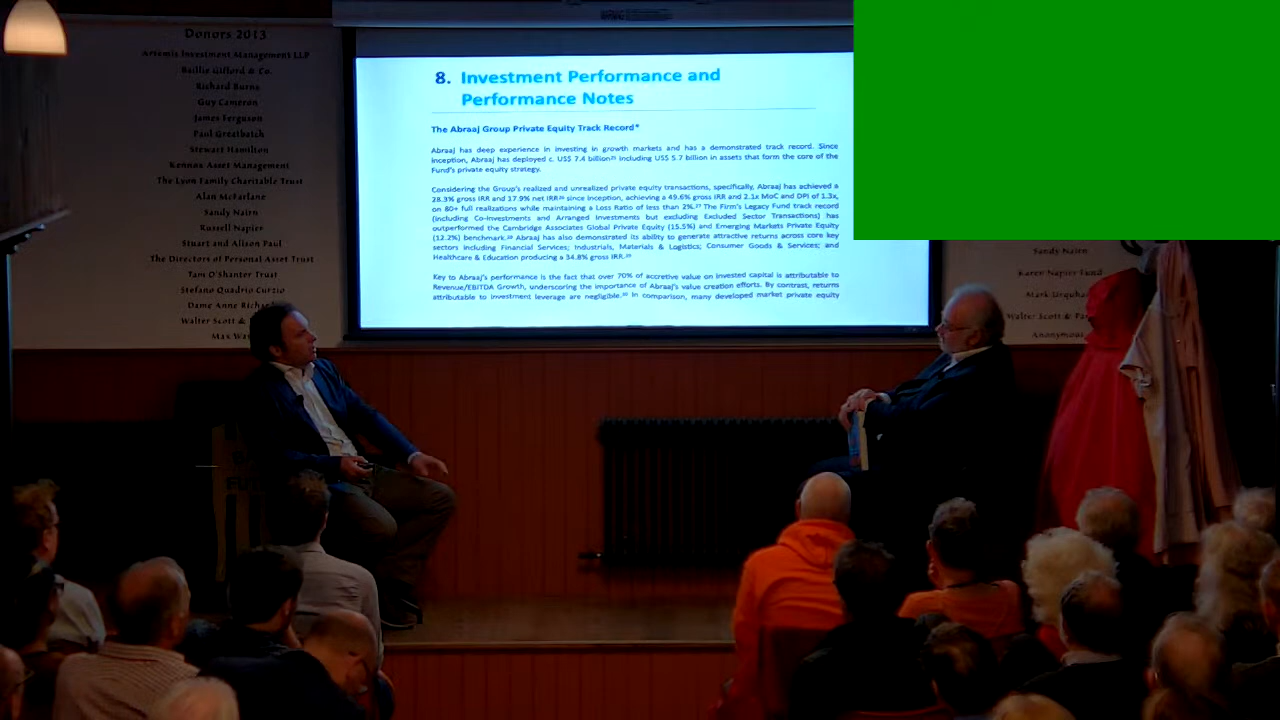 Donors 2013
Artemis Investment Management LLP
Baillie Gifford & Co.
Richard Burns
Guy Cameron
James Ferguson
Paul Greatbatch
Stewart Hamilton
Kennox Asset Management
The Lyon Family Charitable Trust
Alan McFarlane
Sandy Nairn
Russell Napier
Stuart and Alison Paul
The Directors of Personal Asset Trust
Tam O'Shanter Trust
Stefano Quadrio Curzio
Dame Anne
Walter Scott &
Max
8. Investment Performance and
Performance Notes
The Abraaj Group Private Equity Track Record*
Abraaj has deep experience in investing in growth markets and has a demonstrated track record. Since
inception, Abraaj has deployed c. US$ 7.4 billion²⁵ including US$ 5.7 billion in assets that form the core of the
Fund's private equity strategy.
Considering the Group's realized and unrealized private equity transactions, specifically, Abraaj has achieved a
28.3% gross IRR and 17.9% net IRR²⁶ since inception, achieving a 49.6% gross IRR and 2.1x MoC and DPI of 1.3x,
on 80+ full realizations while maintaining a Loss Ratio of less than 2%.²⁷ The Firm's Legacy Fund track record
(including Co-Investments and Arranged Investments but excluding Excluded Sector Transactions) has
outperformed the Cambridge Associates Global Private Equity (15.5%) and Emerging Markets Private Equity
(12.2%) benchmark.²⁸ Abraaj has also demonstrated its ability to generate attractive returns across core key
sectors including Financial Services; Industrials, Materials & Logistics; Consumer Goods & Services; and
Healthcare & Education producing a 34.8% gross IRR.²⁹
Key to Abraaj's performance is the fact that over 70% of accretive value on invested capital is attributable to
Revenue/EBITDA Growth, underscoring the importance of Abraaj's value creation efforts. By contrast, returns
attributable to investment leverage are negligible.³⁰ In comparison, many developed market private equity
Sandy Nairn
Karen Napier Fund
Mark Urquhart
Walter Scott &
Anonymous